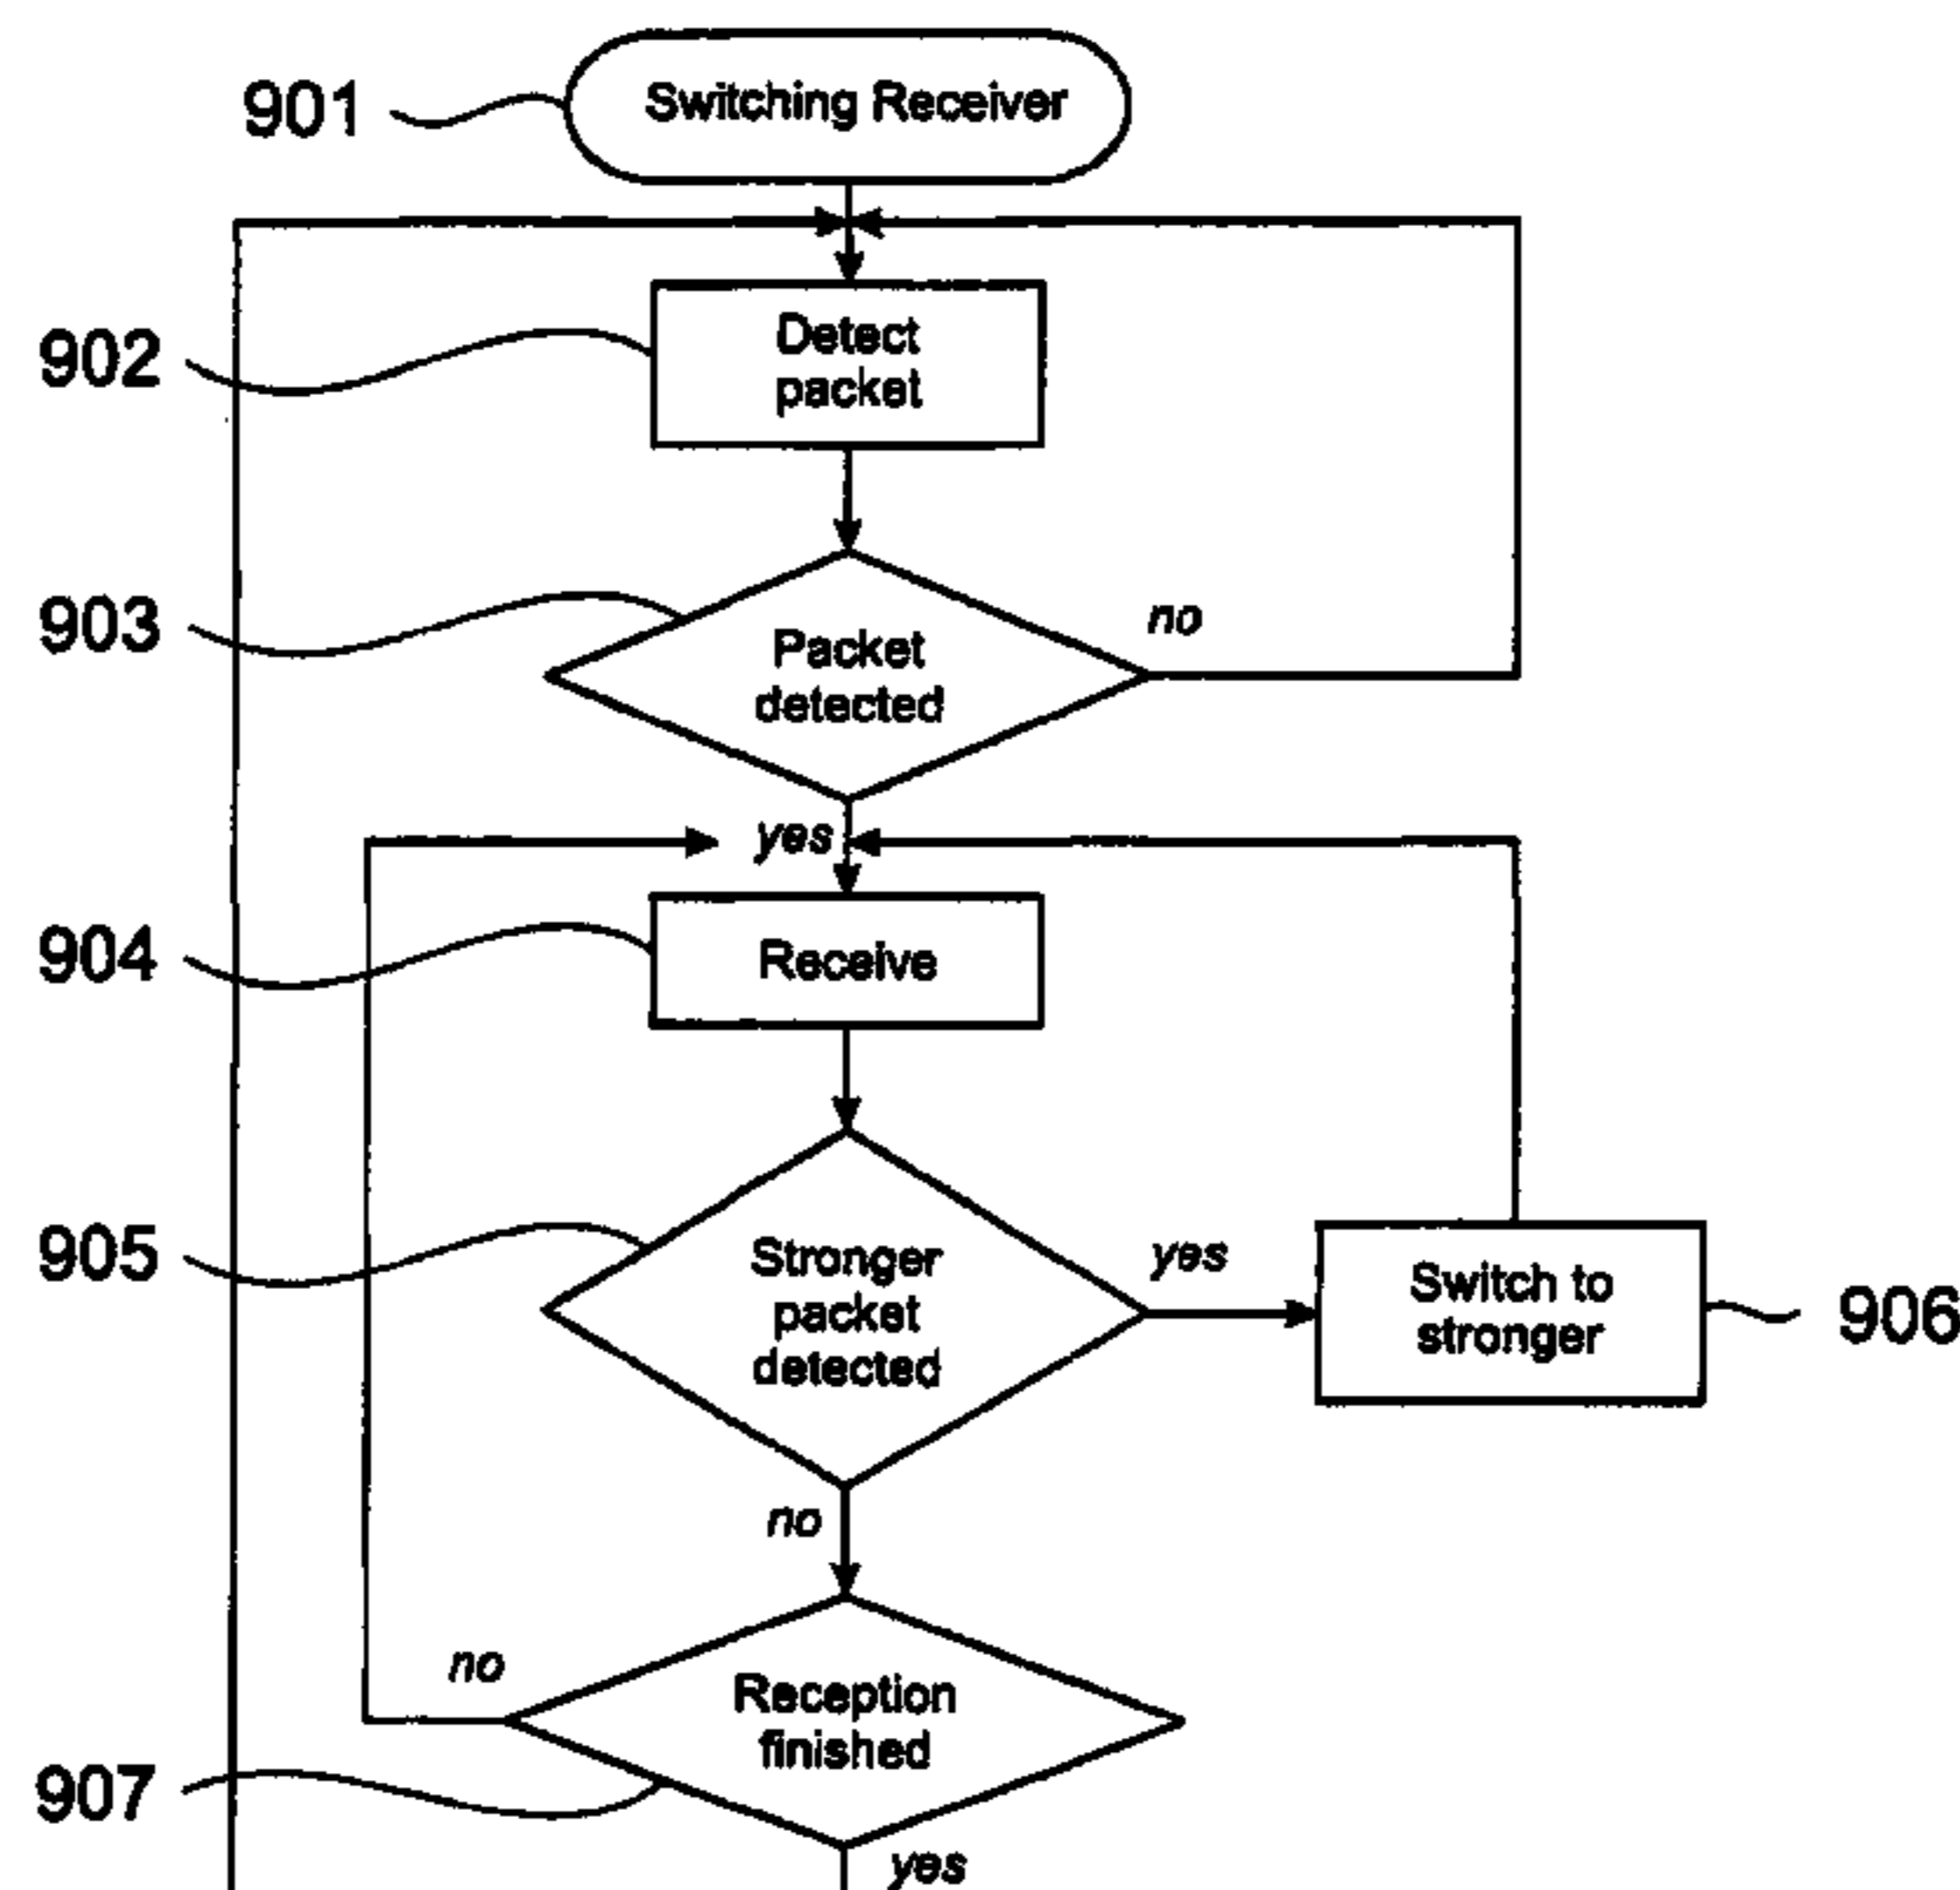 901
Switching Receiver
902
Detect
packet
903
Packet
detected
no
yes
904
Receive
905
Stronger
packet
detected
yes
Switch to
stronger
906
no
no
Reception
finished
907
yes